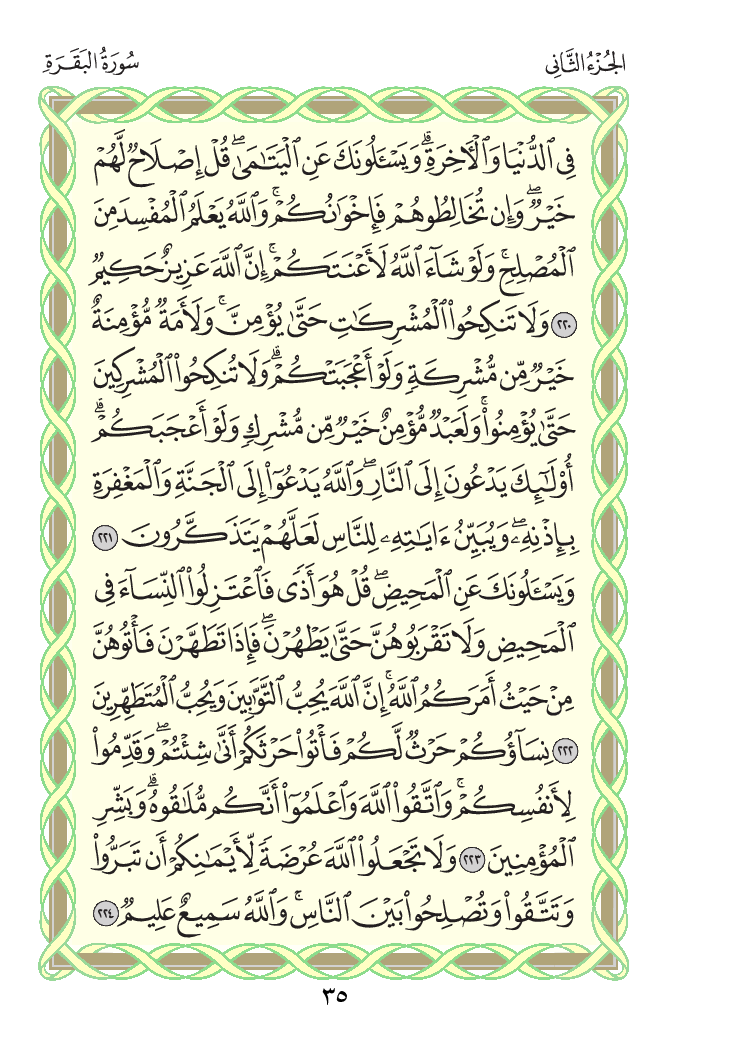 الجُزْءُ الثَّانِي
سُورَةُ البَقَرَةِ
فِي ٱلدُّنۡيَا وَٱلۡأٓخِرَةِۗ وَيَسۡـَٔلُونَكَ عَنِ ٱلۡيَتَٰمَىٰۖ قُلۡ إِصۡلَاحٞ لَّهُمۡ
خَيۡرٞۖ وَإِن تُخَالِطُوهُمۡ فَإِخۡوَٰنُكُمۡۚ وَٱللَّهُ يَعۡلَمُ ٱلۡمُفۡسِدَ مِنَ
ٱلۡمُصۡلِحِۚ وَلَوۡ شَآءَ ٱللَّهُ لَأَعۡنَتَكُمۡۚ إِنَّ ٱللَّهَ عَزِيزٌ حَكِيمٞ
٢٢٠ وَلَا تَنكِحُواْ ٱلۡمُشۡرِكَٰتِ حَتَّىٰ يُؤۡمِنَّۚ وَلَأَمَةٞ مُّؤۡمِنَةٌ
خَيۡرٞ مِّن مُّشۡرِكَةٖ وَلَوۡ أَعۡجَبَتۡكُمۡۗ وَلَا تُنكِحُواْ ٱلۡمُشۡرِكِينَ
حَتَّىٰ يُؤۡمِنُواْۚ وَلَعَبۡدٞ مُّؤۡمِنٌ خَيۡرٞ مِّن مُّشۡرِكٖ وَلَوۡ أَعۡجَبَكُمۡۗ
أُوْلَٰٓئِكَ يَدۡعُونَ إِلَى ٱلنَّارِۖ وَٱللَّهُ يَدۡعُوٓاْ إِلَى ٱلۡجَنَّةِ وَٱلۡمَغۡفِرَةِ
بِإِذۡنِهِۦۖ وَيُبَيِّنُ ءَايَٰتِهِۦ لِلنَّاسِ لَعَلَّهُمۡ يَتَذَكَّرُونَ ٢٢١
وَيَسۡـَٔلُونَكَ عَنِ ٱلۡمَحِيضِۖ قُلۡ هُوَ أَذٗى فَٱعۡتَزِلُواْ ٱلنِّسَآءَ فِي
ٱلۡمَحِيضِ وَلَا تَقۡرَبُوهُنَّ حَتَّىٰ يَطۡهُرۡنَۖ فَإِذَا تَطَهَّرۡنَ فَأۡتُوهُنَّ
مِنۡ حَيۡثُ أَمَرَكُمُ ٱللَّهُۚ إِنَّ ٱللَّهَ يُحِبُّ ٱلتَّوَّٰبِينَ وَيُحِبُّ ٱلۡمُتَطَهِّرِينَ
٢٢٢ نِسَآؤُكُمۡ حَرۡثٞ لَّكُمۡ فَأۡتُواْ حَرۡثَكُمۡ أَنَّىٰ شِئۡتُمۡۖ وَقَدِّمُواْ
لِأَنفُسِكُمۡۚ وَٱتَّقُواْ ٱللَّهَ وَٱعۡلَمُوٓاْ أَنَّكُم مُّلَٰقُوهُۗ وَبَشِّرِ
ٱلۡمُؤۡمِنِينَ ٢٢٣ وَلَا تَجۡعَلُواْ ٱللَّهَ عُرۡضَةٗ لِّأَيۡمَٰنِكُمۡ أَن تَبَرُّواْ
وَتَتَّقُواْ وَتُصۡلِحُواْ بَيۡنَ ٱلنَّاسِۚ وَٱللَّهُ سَمِيعٌ عَلِيمٞ ٢٢٤
٣٥